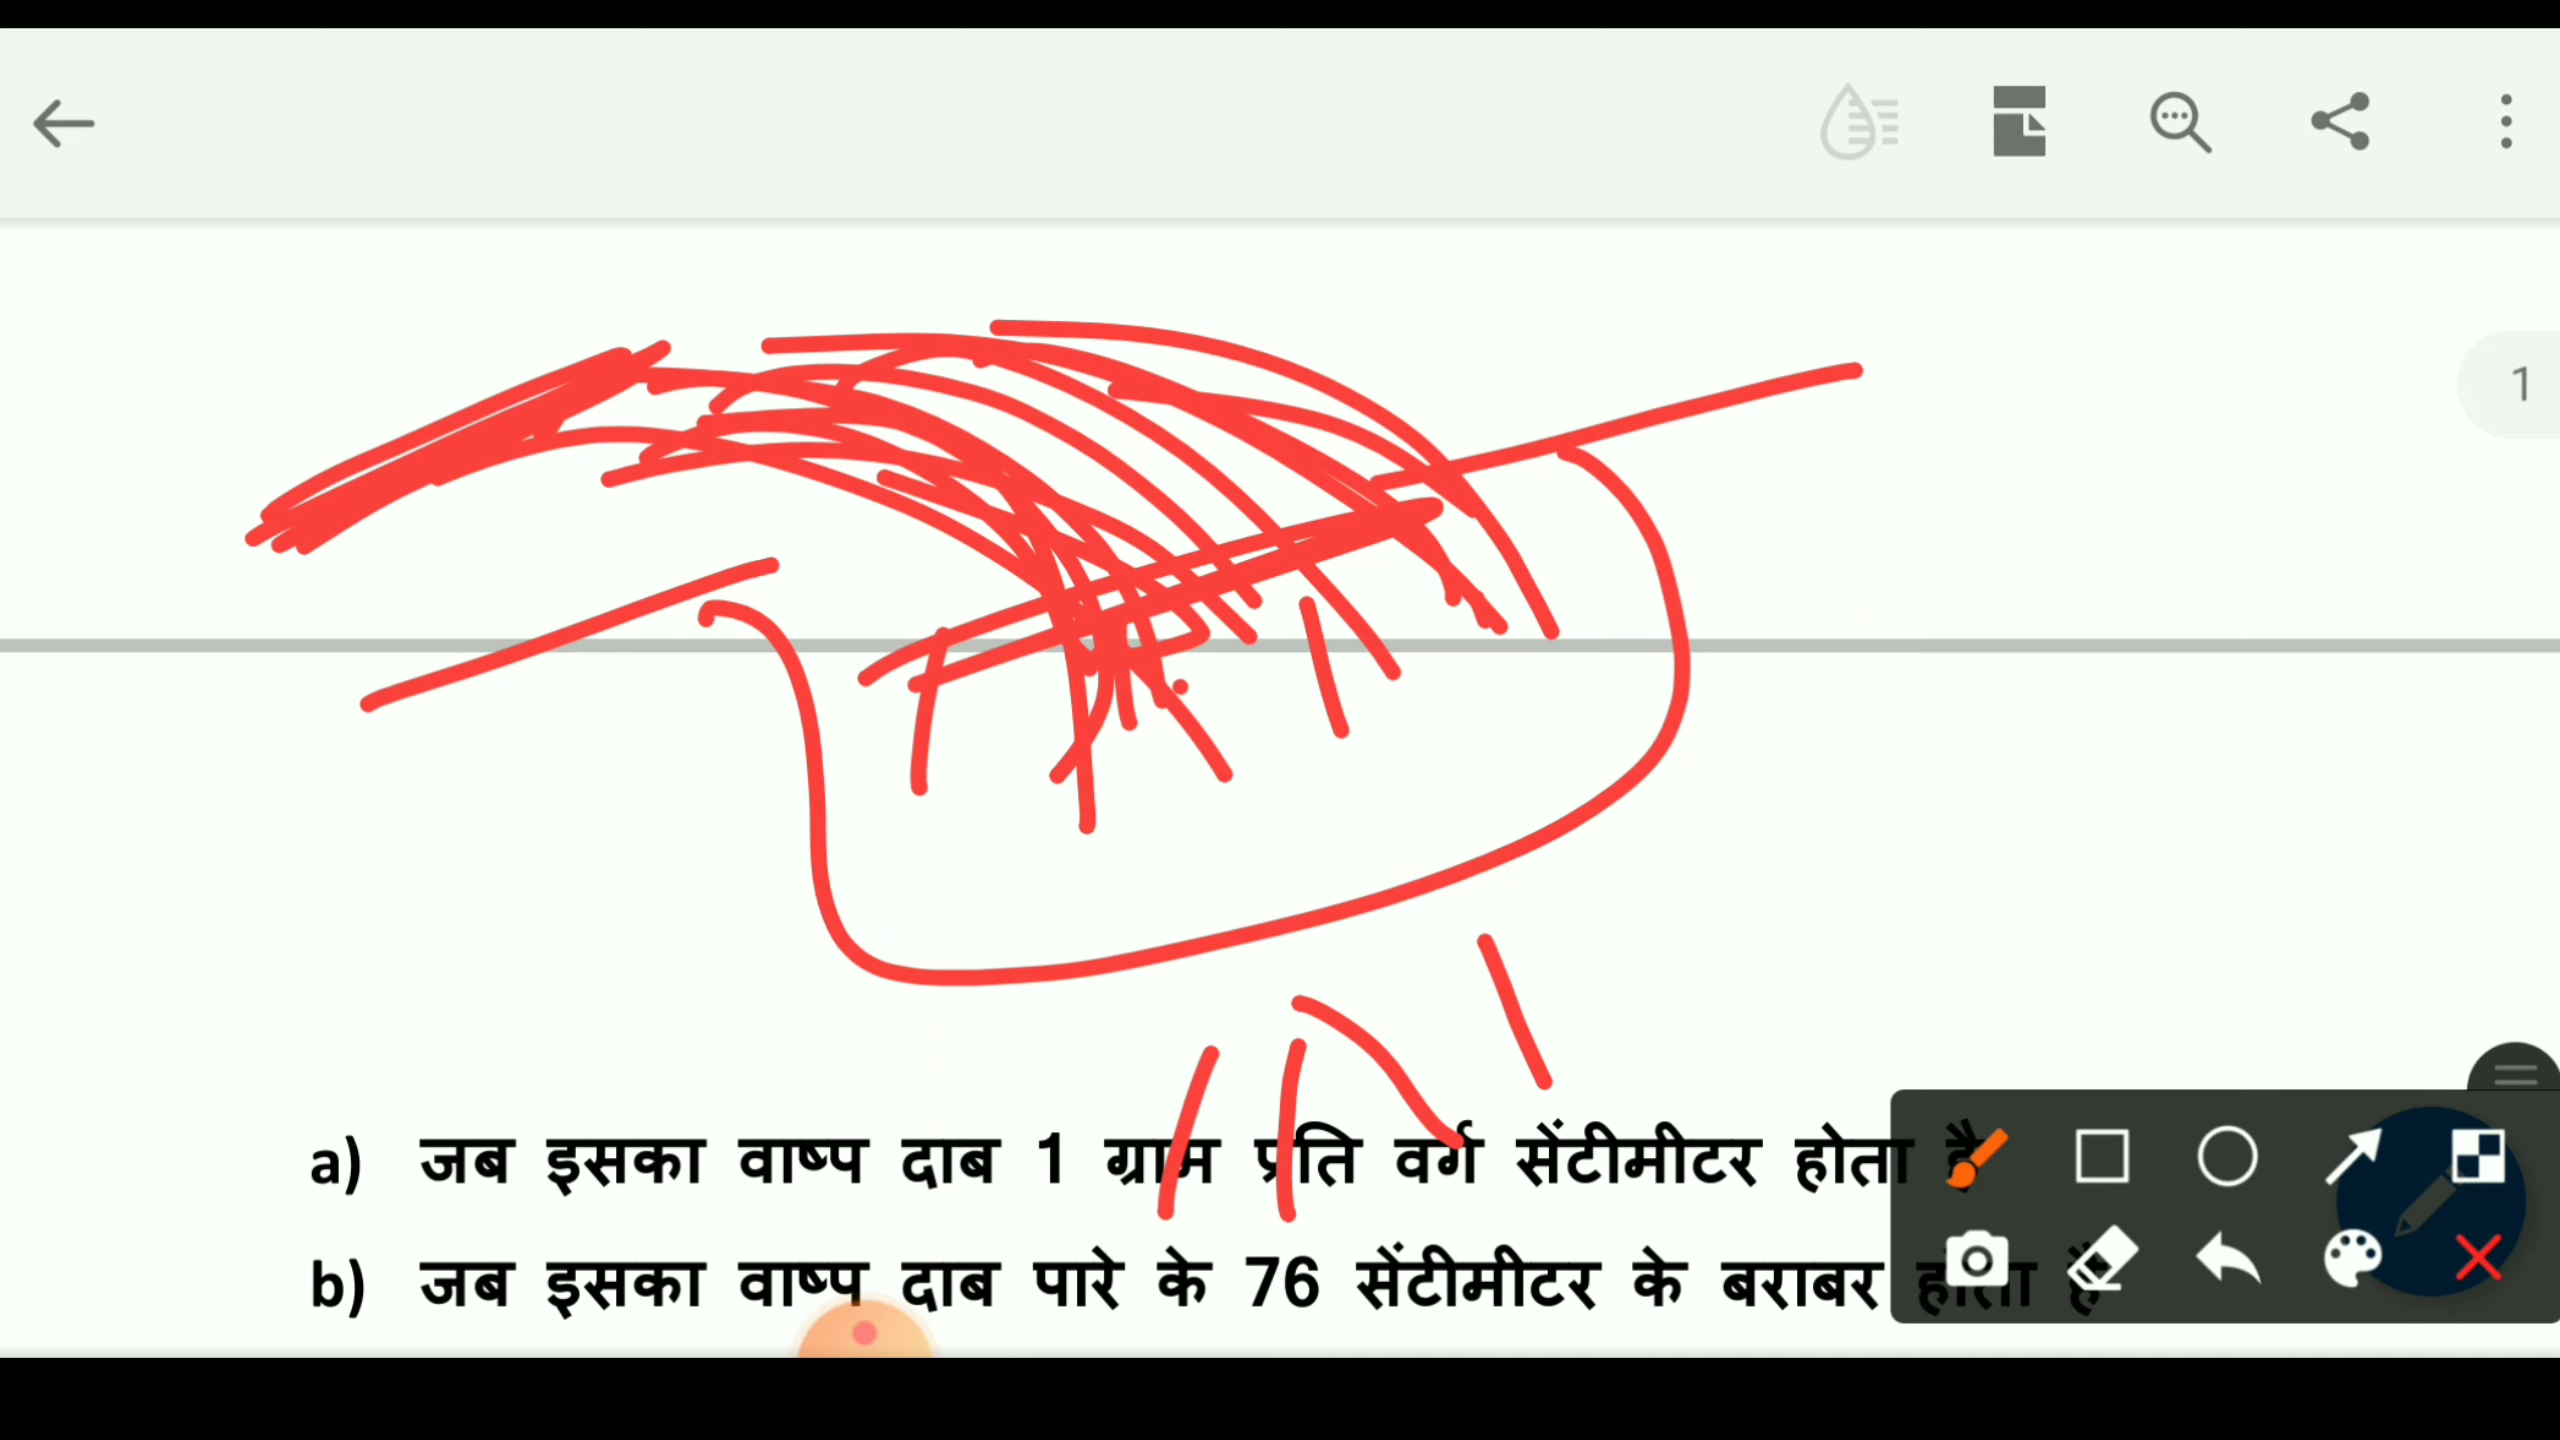 1
a) जब इसका वाष्प दाब 1 ग्राम प्रति वर्ग सेंटीमीटर होता है
b) जब इसका वाष्प दाब पारे के 76 सेंटीमीटर के बराबर होता है